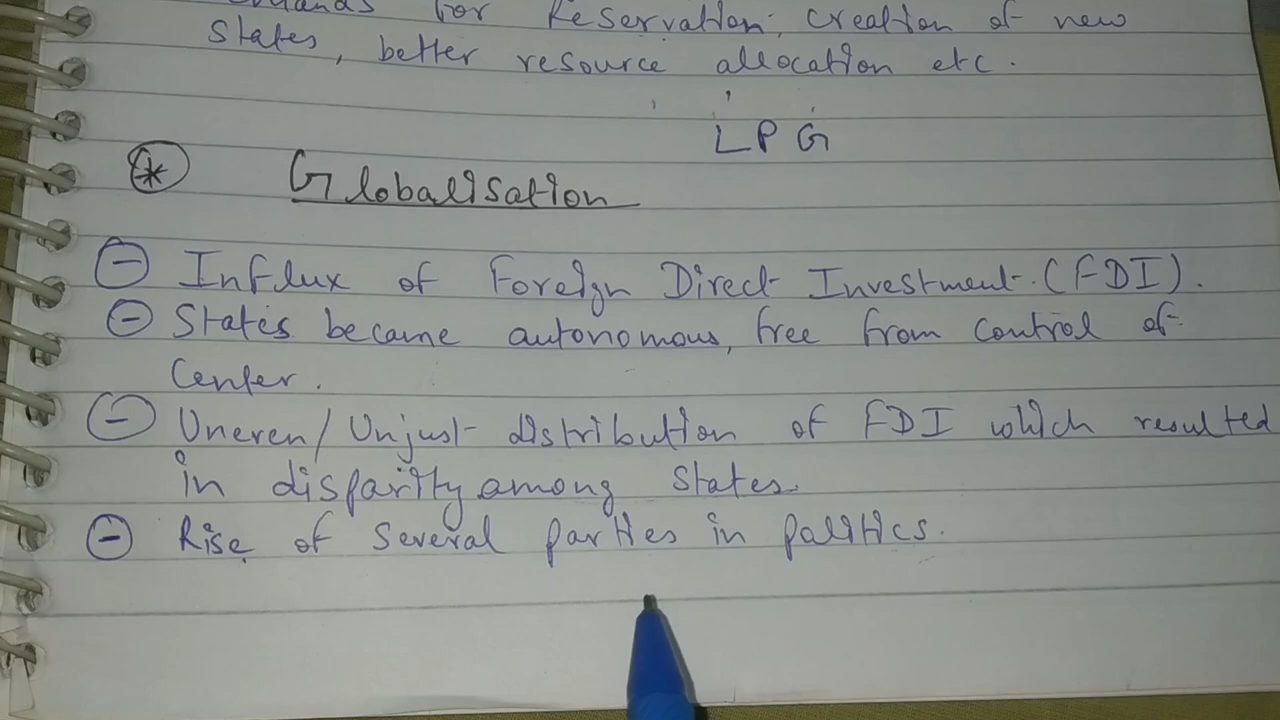 for Reservation, creation of new
states, better resource allocation etc.
LPG
Globalisation
Influx of Foreign Direct Investment. (FDI).
States became autonomous, free from control of
Center.
Uneven/Unjust distribution of FDI which resulted
in disparity among states.
Rise of several parties in politics.